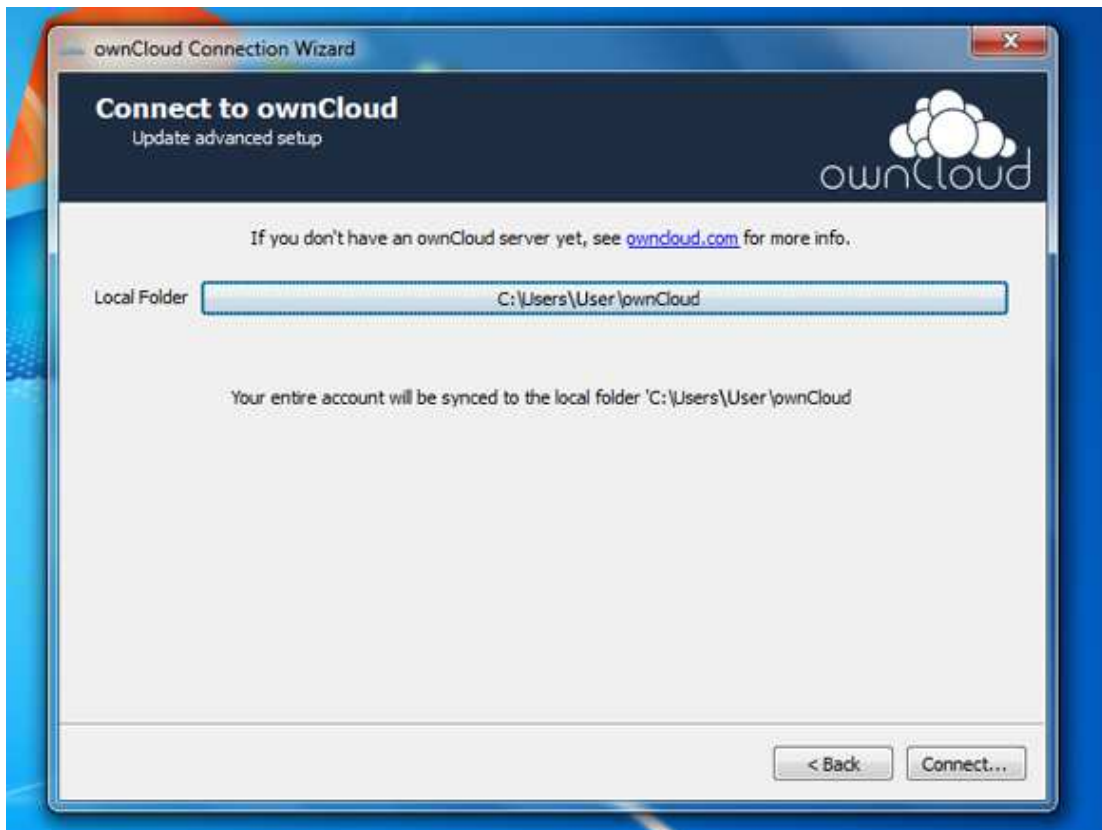 ownCloud Connection Wizard
Connect to ownCloud
Update advanced setup
ownCloud
If you don't have an ownCloud server yet, see owncloud.com for more info.
Local Folder C:\Users\User\ownCloud
Your entire account will be synced to the local folder 'C:\Users\User\ownCloud
< Back Connect...